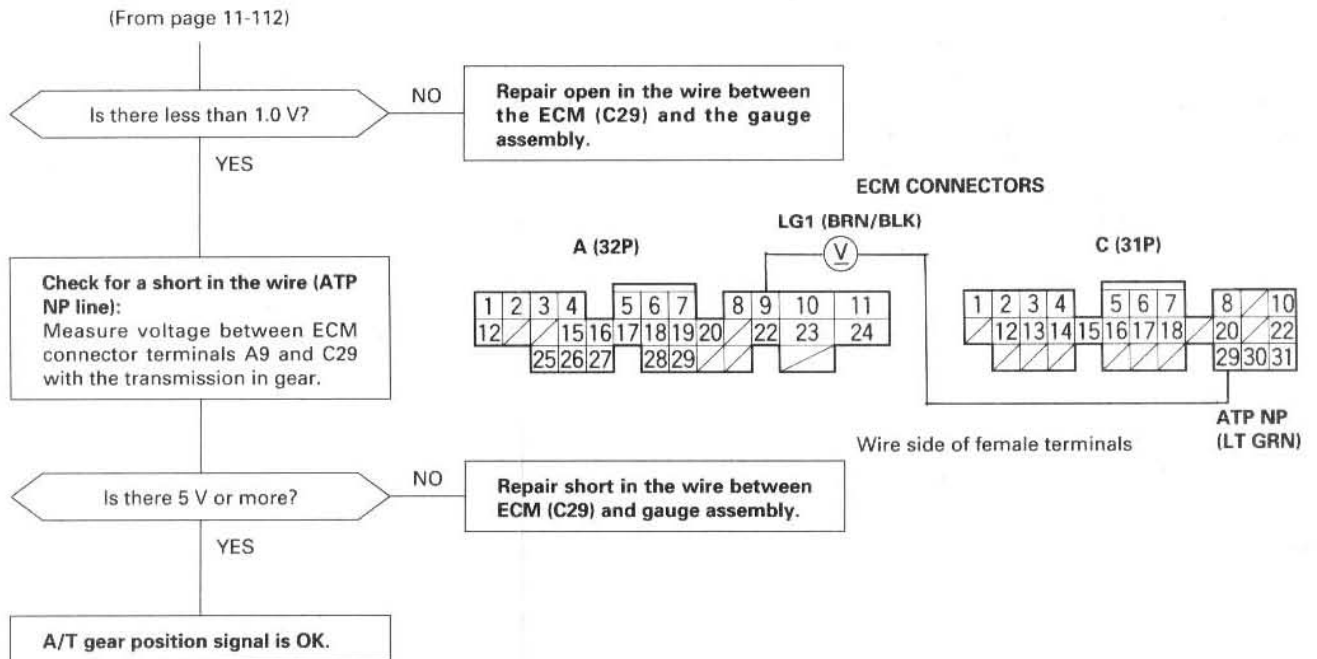 (From page 11-112)
Is there less than 1.0 V?
NO
Repair open in the wire between
the ECM (C29) and the gauge
assembly.
YES
Check for a short in the wire (ATP
NP line):
Measure voltage between ECM
connector terminals A9 and C29
with the transmission in gear.
Is there 5 V or more?
NO
Repair short in the wire between
ECM (C29) and gauge assembly.
YES
A/T gear position signal is OK.
ECM CONNECTORS
LG1 (BRN/BLK)
V
A (32P)
1 2 3 4 5 6 7 8 9 10 11
12 15 16 17 18 19 20 22 23 24
25 26 27 28 29
C (31P)
1 2 3 4 5 6 7 8 10
12 13 14 15 16 17 18 20 22
29 30 31
ATP NP
(LT GRN)
Wire side of female terminals